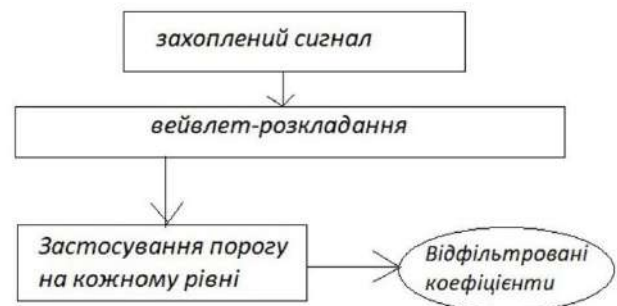 захоплений сигнал
вейвлет-розкладання
Застосування порогу
на кожному рівні
Відфільтровані
коефіцієнти